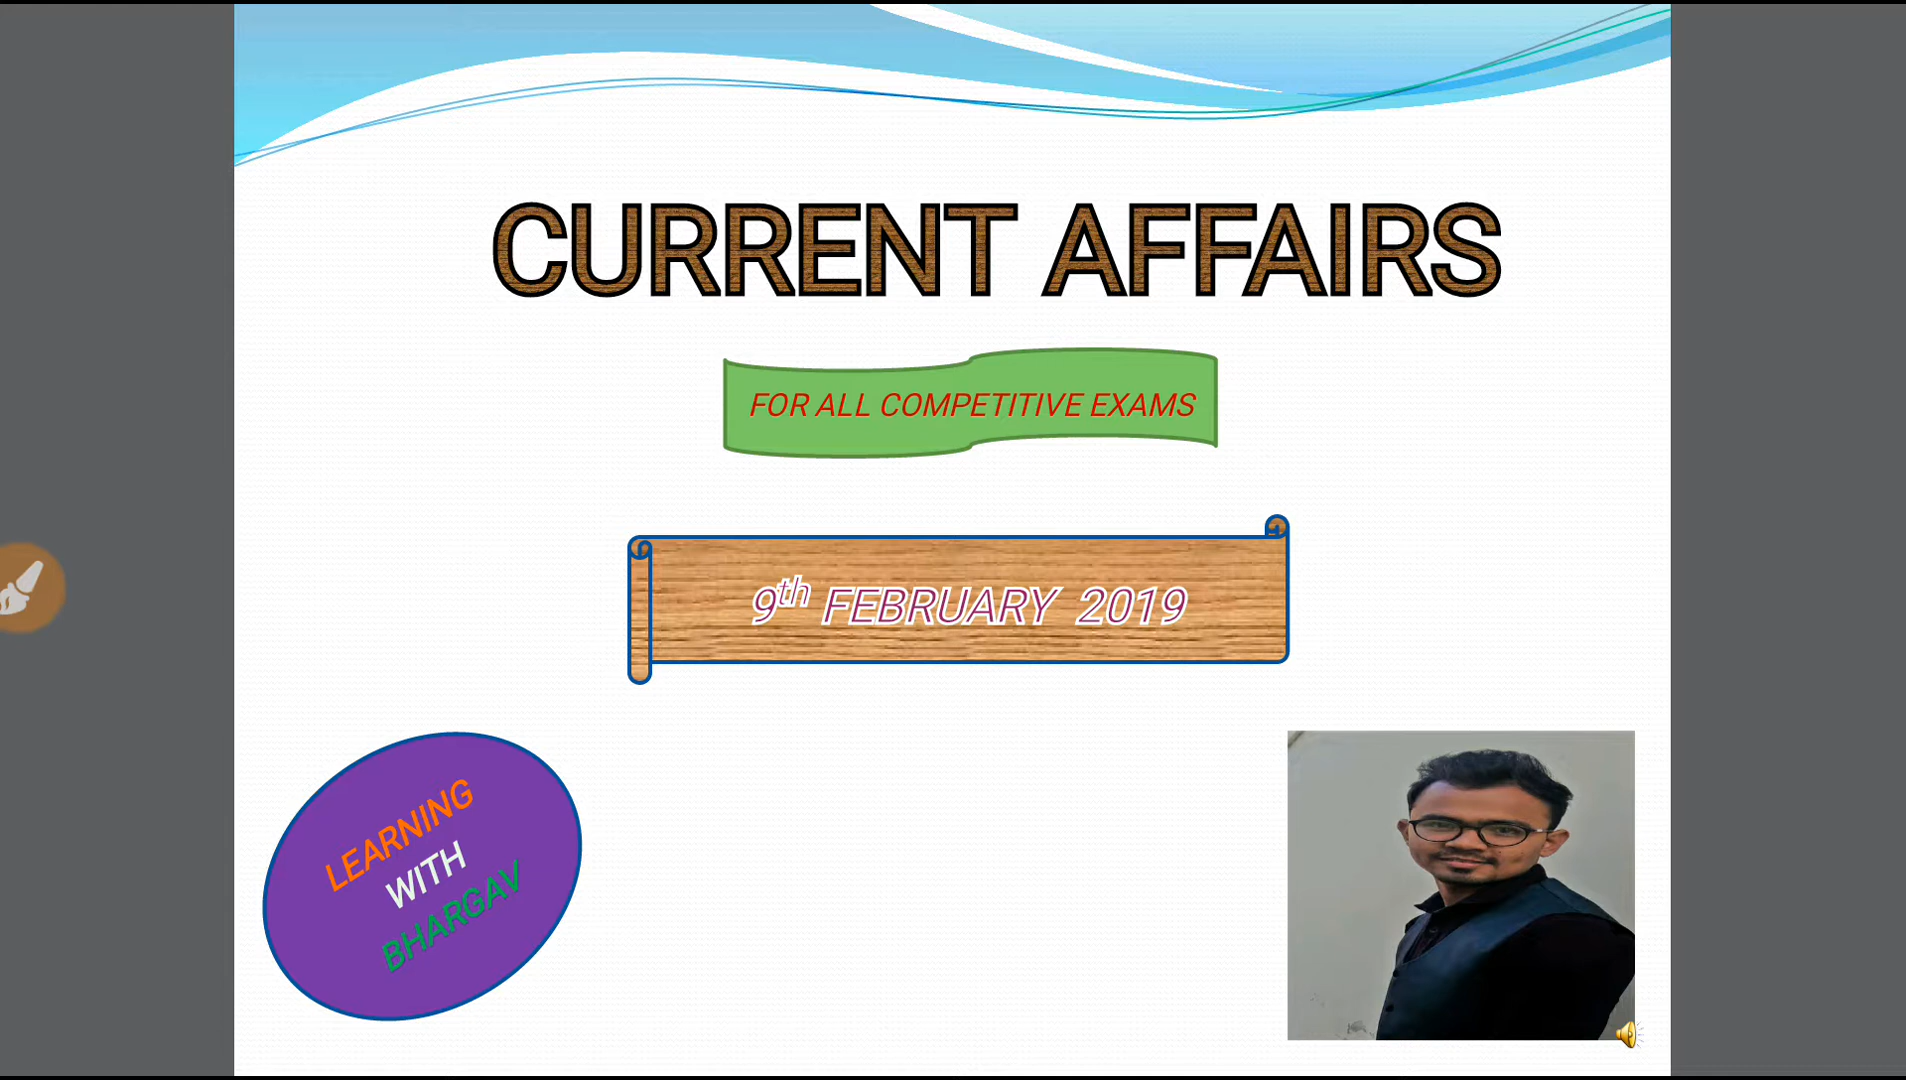 CURRENT AFFAIRS
FOR ALL COMPETITIVE EXAMS
9th FEBRUARY 2019
LEARNING
WITH
BHARGAV